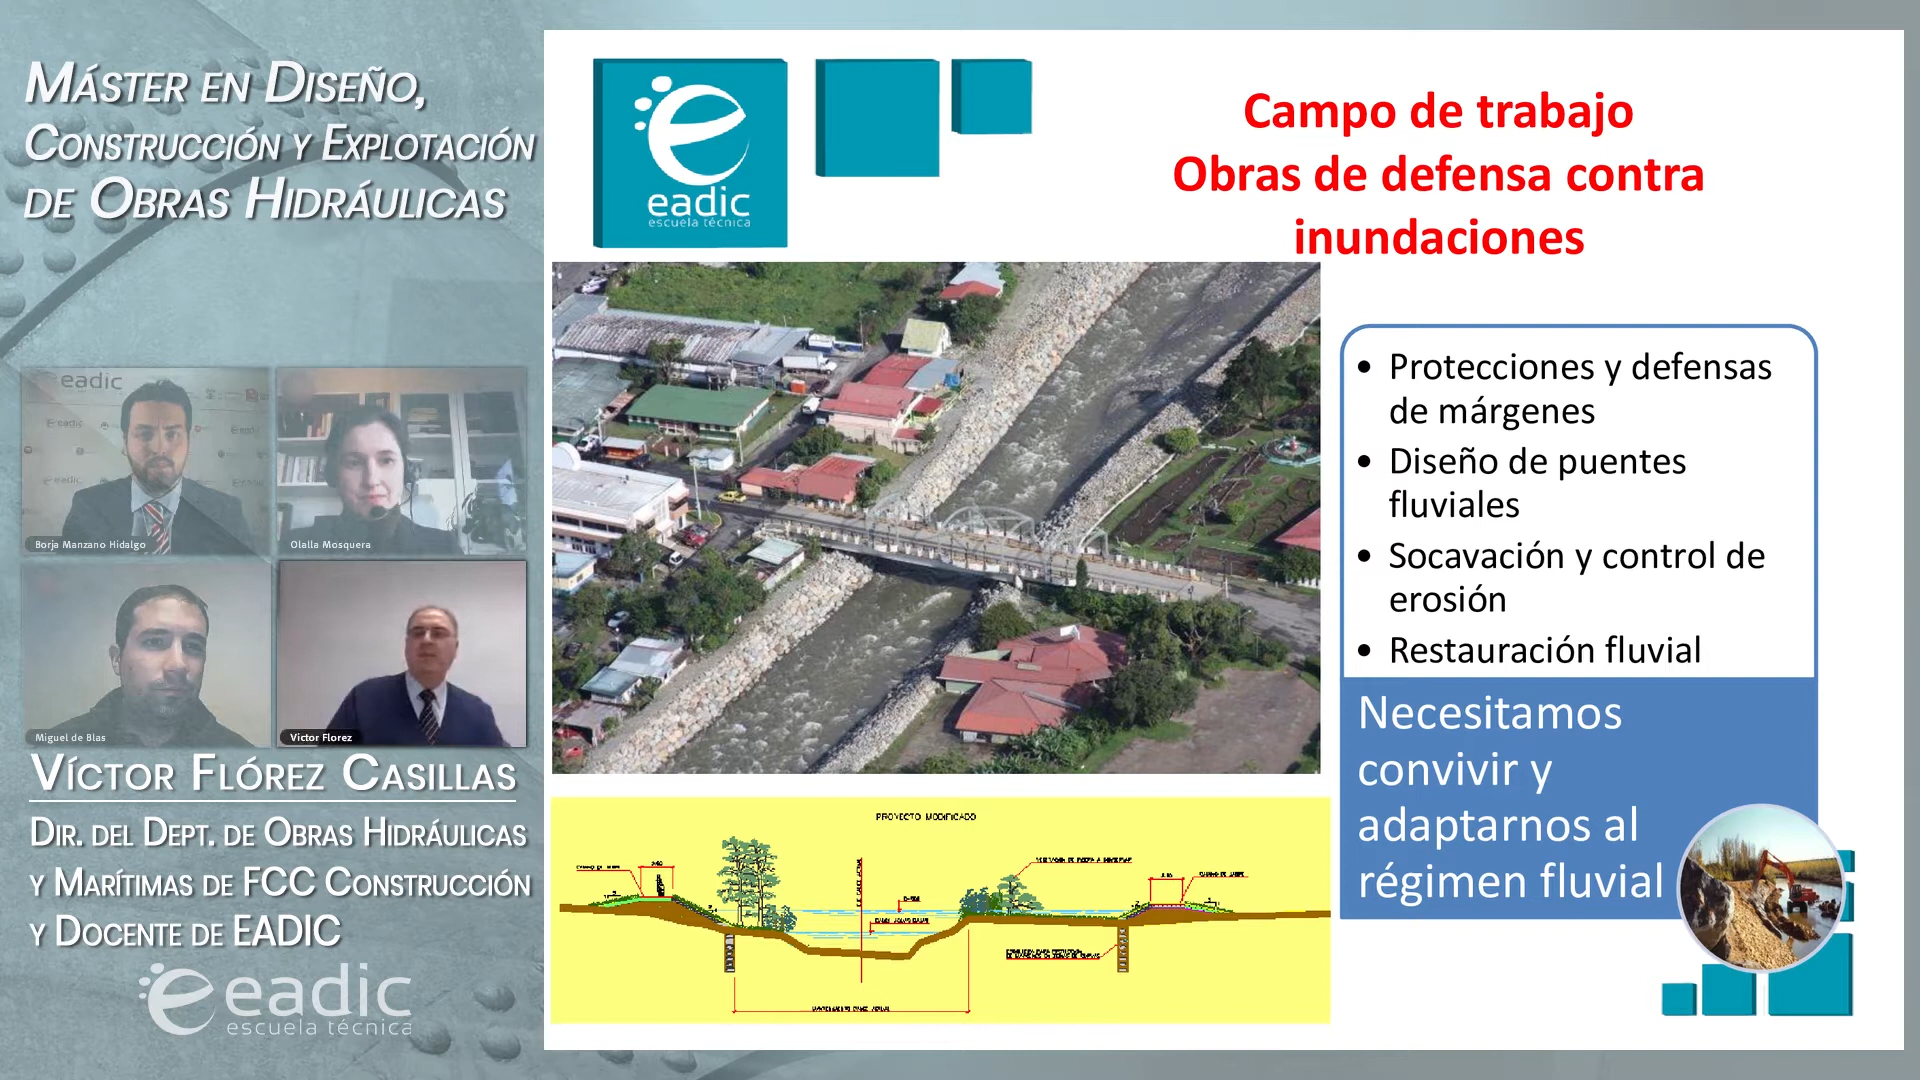 Máster en Diseño,
Construcción y Explotación
de Obras Hidráulicas
eadic
eadic
eadic
eadic
Borja Manzano Hidalgo
Olalla Mosquera
Miguel de Blas
Victor Florez
Víctor Flórez Casillas
Dir. del Dept. de Obras Hidráulicas
y Marítimas de FCC Construcción
y Docente de EADIC
eadic
escuela técnica
eadic
escuela técnica
Campo de trabajo
Obras de defensa contra
inundaciones
• Protecciones y defensas
de márgenes
• Diseño de puentes
fluviales
• Socavación y control de
erosión
• Restauración fluvial
Necesitamos
convivir y
adaptarnos al
régimen fluvial
PROYECTO MODIFICADO